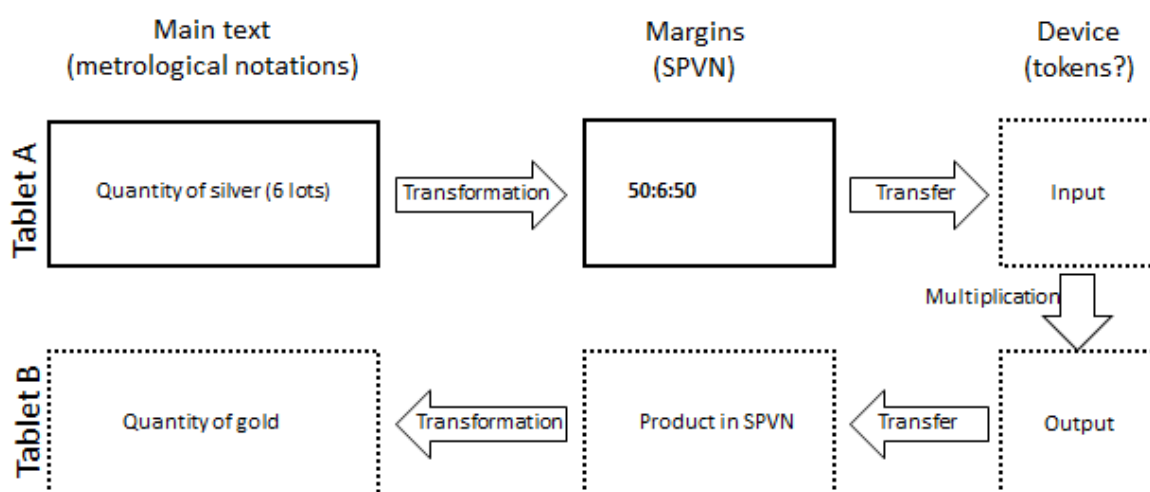 Main text
(metrological notations)
Margins
(SPVN)
Device
(tokens?)
Tablet A
Quantity of silver (6 lots)
Transformation
50:6:50
Transfer
Input
Multiplication
Tablet B
Quantity of gold
Transformation
Product in SPVN
Transfer
Output